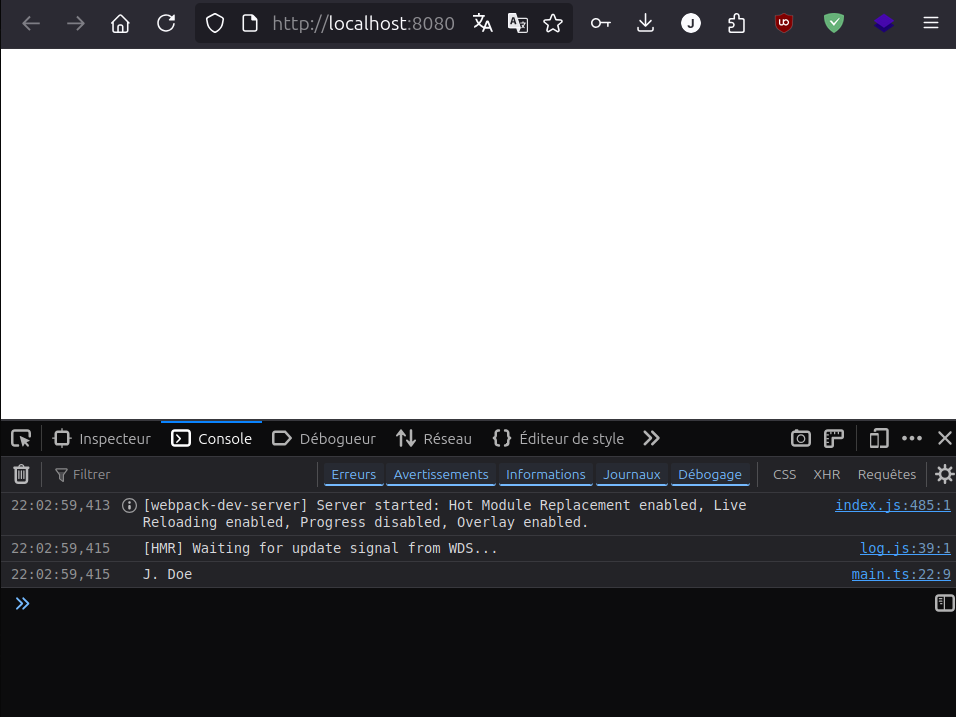 http://localhost:8080
J
Inspecteur Console Débogueur Réseau Éditeur de style
Filtrer Erreurs Avertissements Informations Journaux Débogage CSS XHR Requêtes
22:02:59,413 [webpack-dev-server] Server started: Hot Module Replacement enabled, Live index.js:485:1
Reloading enabled, Progress disabled, Overlay enabled.
22:02:59,415 [HMR] Waiting for update signal from WDS... log.js:39:1
22:02:59,415 J. Doe main.ts:22:9